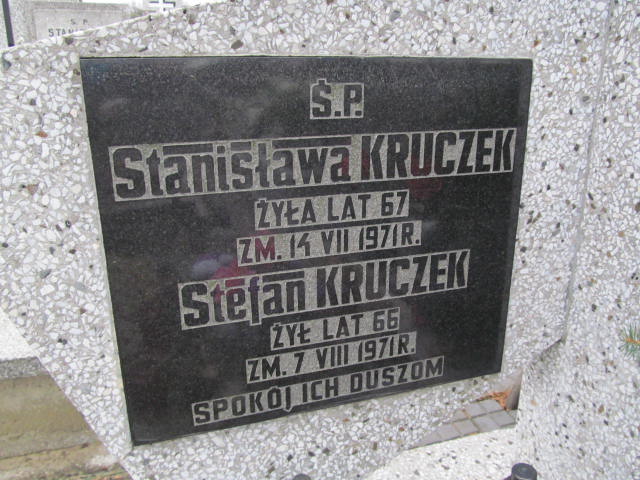 Ś.P.
Stanisława KRUCZEK
ŻYŁA LAT 67
ZM. 14 VII 1971 R.
Stefan KRUCZEK
ŻYŁ LAT 66
ZM. 7 VIII 1971 R.
SPOKÓJ ICH DUSZOM